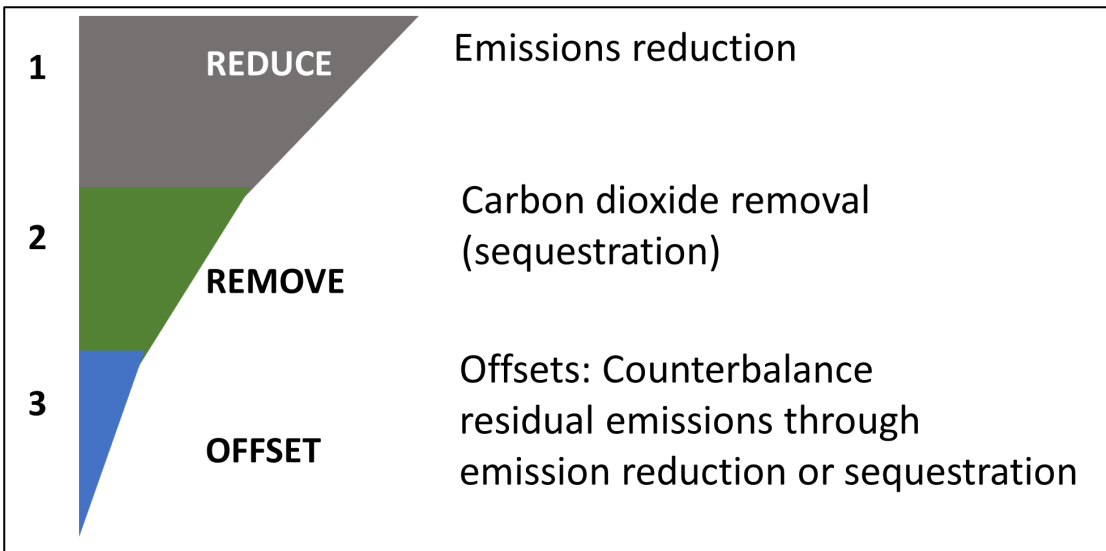 1
REDUCE
Emissions reduction
2
REMOVE
Carbon dioxide removal
(sequestration)
3
OFFSET
Offsets: Counterbalance
residual emissions through
emission reduction or sequestration